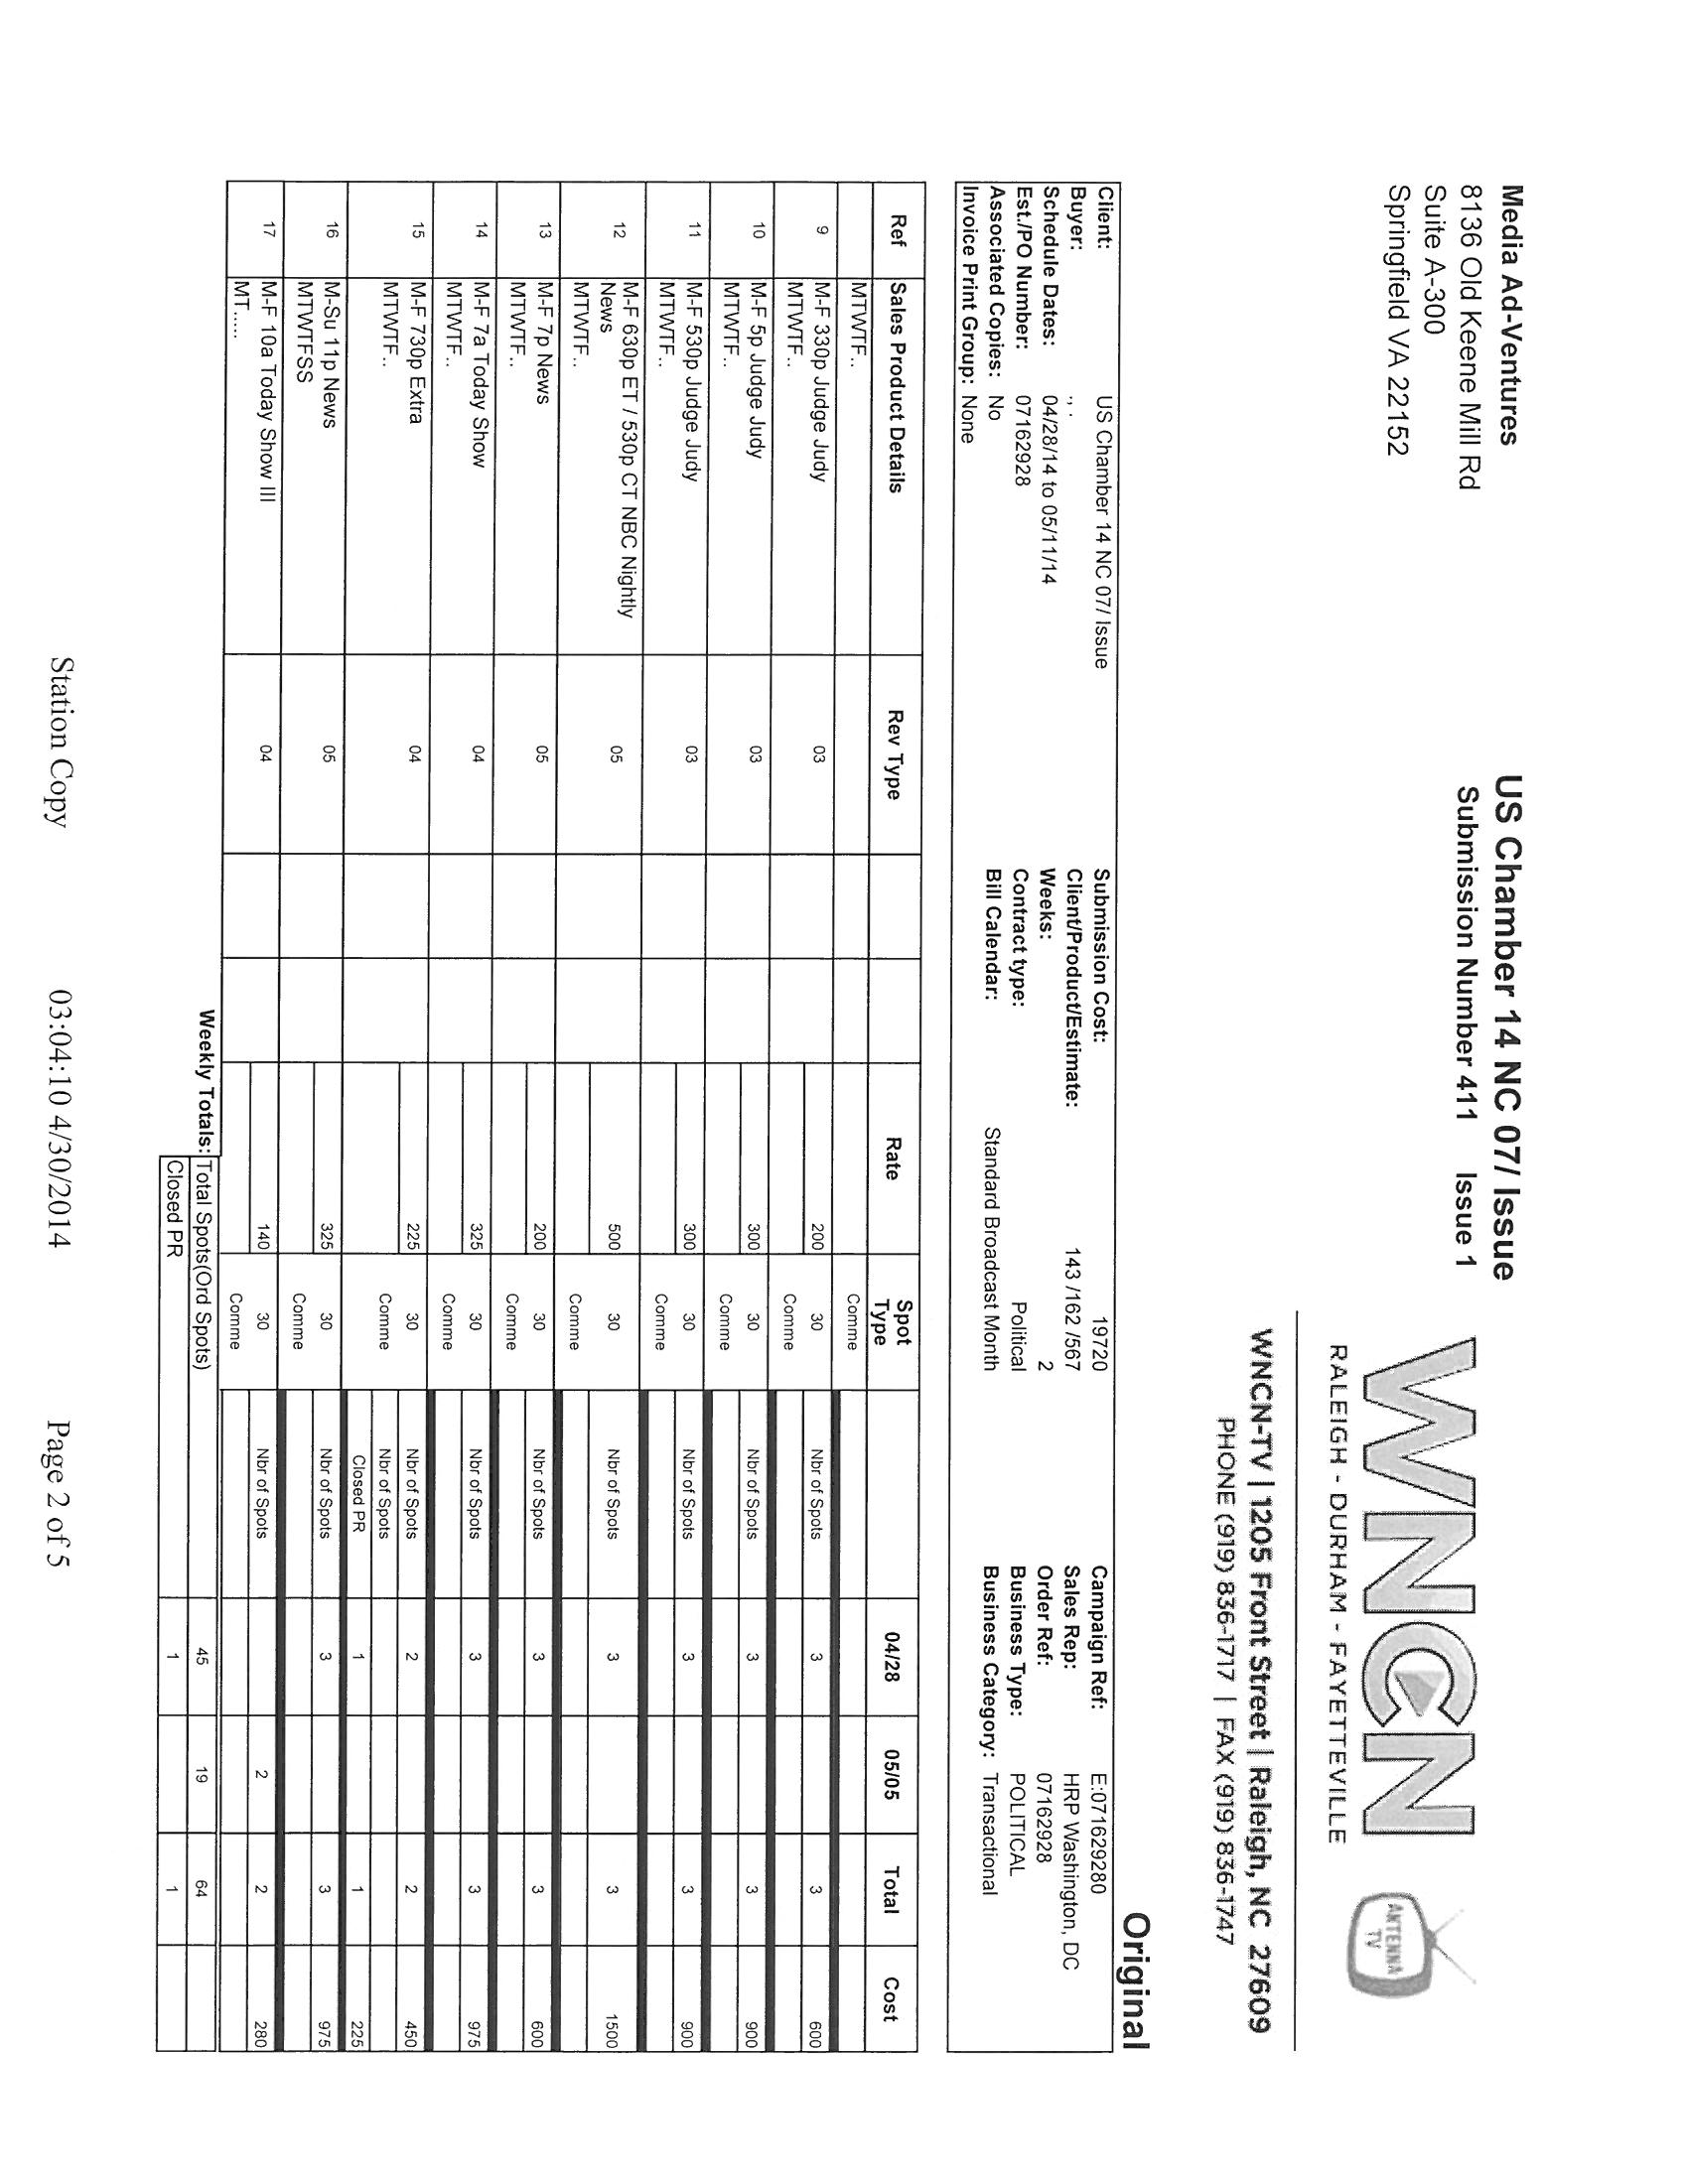 Media Ad-Ventures
8136 Old Keene Mill Rd
Suite A-300
Springfield VA 22152
US Chamber 14 NC 07/ Issue
Submission Number 411 Issue 1
WNCN
ANTENNA TV
RALEIGH - DURHAM - FAYETTEVILLE
WNCN-TV | 1205 Front Street | Raleigh, NC 27609
PHONE (919) 836-1717 | FAX (919) 836-1747
Original
Client: US Chamber 14 NC 07/ Issue Submission Cost: 19720 Campaign Ref: E:071629280
Buyer: , . Client/Product/Estimate: 143 /162 /567 Sales Rep: HRP Washington, DC
Schedule Dates: 04/28/14 to 05/11/14 Weeks: 2 Order Ref: 07162928
Est./PO Number: 07162928 Contract type: Political Business Type: POLITICAL
Associated Copies: No Bill Calendar: Standard Broadcast Month Business Category: Transactional
Invoice Print Group: None
Ref Sales Product Details Rev Type Rate Spot Type 04/28 05/05 Total Cost
MTWTF.. Comme
9 M-F 330p Judge Judy 03 200 30 Nbr of Spots 3 3 600
MTWTF.. Comme
10 M-F 5p Judge Judy 03 300 30 Nbr of Spots 3 3 900
MTWTF.. Comme
11 M-F 530p Judge Judy 03 300 30 Nbr of Spots 3 3 900
MTWTF.. Comme
12 M-F 630p ET / 530p CT NBC Nightly 05 500 30 Nbr of Spots 3 3 1500
News
MTWTF.. Comme
13 M-F 7p News 05 200 30 Nbr of Spots 3 3 600
MTWTF.. Comme
14 M-F 7a Today Show 04 325 30 Nbr of Spots 3 3 975
MTWTF.. Comme
15 M-F 730p Extra 04 225 30 Nbr of Spots 2 2 450
MTWTF.. Comme Nbr of Spots
Closed PR 1 1 225
16 M-Su 11p News 05 325 30 Nbr of Spots 3 3 975
MTWTFSS Comme
17 M-F 10a Today Show III 04 140 30 Nbr of Spots 2 2 280
MT..... Comme
Weekly Totals: Total Spots(Ord Spots) 45 19 64
Closed PR 1 1
Station Copy 03:04:10 4/30/2014 Page 2 of 5